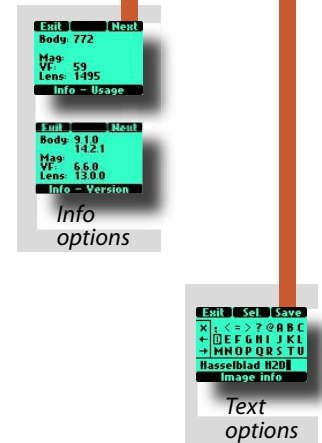 Exit Next
Body: 772
Mag:
VF: 59
Lens: 1495
Info – Usage
Exit Next
Body: 9.1.0
14.2.1
Mag:
VF: 6.6.0
Lens: 13.0.0
Info – Version
Info
options
Exit Sel. Save
× ; < = > ? @ A B C
← D E F G H I J K L
→ M N O P Q R S T U
Hasselblad H2D
Image info
Text
options